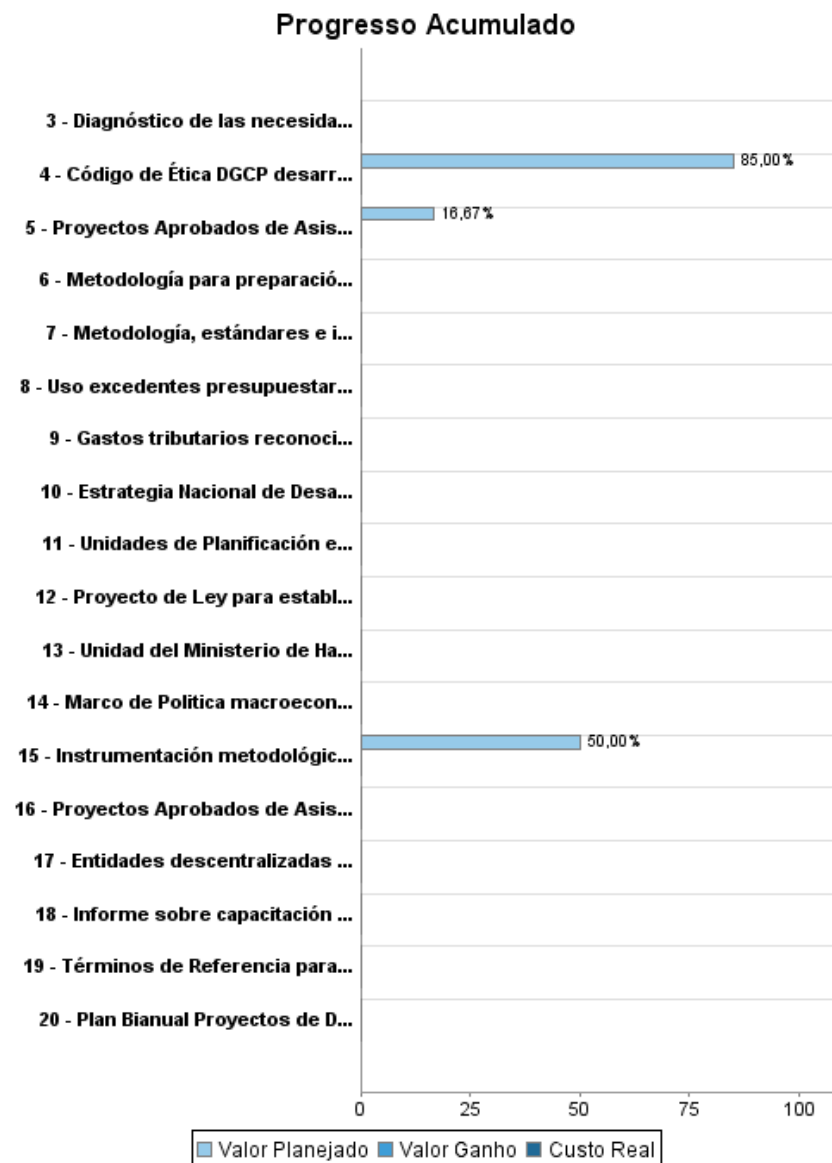 Progresso Acumulado
3 - Diagnóstico de las necesida...
4 - Código de Ética DGCP desarr...
85,00%
5 - Proyectos Aprobados de Asis...
16,67%
6 - Metodología para preparació...
7 - Metodología, estándares e i...
8 - Uso excedentes presupuestar...
9 - Gastos tributarios reconoci...
10 - Estrategia Nacional de Desa...
11 - Unidades de Planificación e...
12 - Proyecto de Ley para establ...
13 - Unidad del Ministerio de Ha...
14 - Marco de Politica macroecon...
15 - Instrumentación metodológic...
50,00%
16 - Proyectos Aprobados de Asis...
17 - Entidades descentralizadas ...
18 - Informe sobre capacitación ...
19 - Términos de Referencia para...
20 - Plan Bianual Proyectos de D...
0 25 50 75 100
Valor Planejado Valor Ganho Custo Real